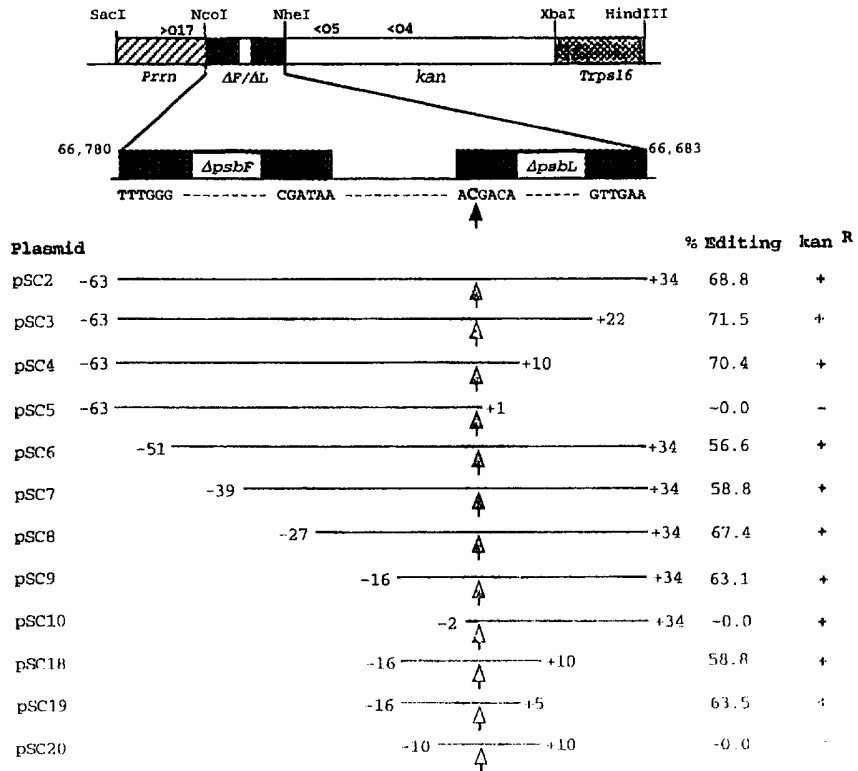 SacI NcoI NheI XbaI HindIII
>O17 <O5 <O4
Prrn ΔF/ΔL kan Trps16
66,780 ΔpsbF ΔpsbL 66,683
TTTGGG ---------- CGATAA ------------ ACGACA ------ GTTGAA
Plasmid % Editing kan R
pSC2 -63 +34 68.8 +
pSC3 -63 +22 71.5 +
pSC4 -63 +10 70.4 +
pSC5 -63 +1 ~0.0 -
pSC6 -51 +34 56.6 +
pSC7 -39 +34 58.8 +
pSC8 -27 +34 67.4 +
pSC9 -16 +34 63.1 +
pSC10 -2 +34 ~0.0 +
pSC18 -16 +10 58.8 +
pSC19 -16 +5 63.5 +
pSC20 -10 +10 -0.0